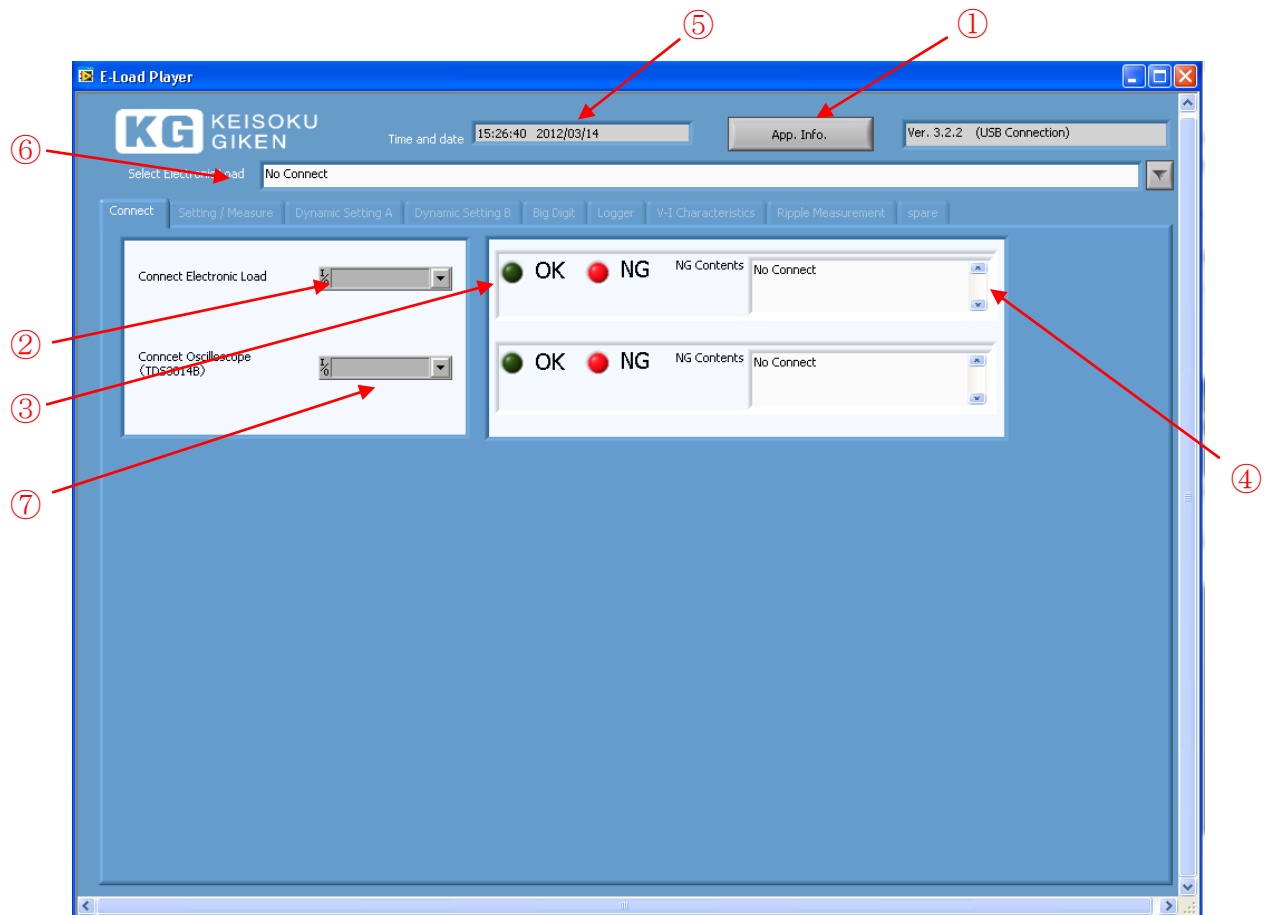 ⑤ ①
E-Load Player
KG KEISOKU
GIKEN
Time and date 15:26:40 2012/03/14 App. Info. Ver. 3.2.2 (USB Connection)
⑥
Select Electronic Load No Connect
Connect Setting / Measure Dynamic Setting A Dynamic Setting B Big Digit Logger V-I Characteristics Ripple Measurement spare
Connect Electronic Load I/O OK NG NG Contents No Connect
②
Conncet Oscilloscope
(TDS3014B) I/O OK NG NG Contents No Connect
③
④
⑦